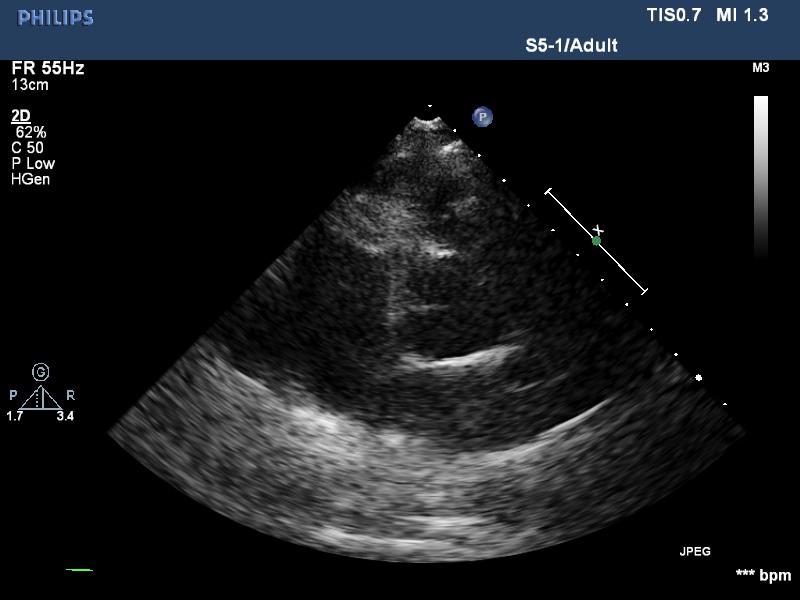 PHILIPS
TIS0.7 MI 1.3
S5-1/Adult
FR 55Hz
13cm
M3
2D
62%
C 50
P Low
HGen
P
G
P R
1.7 3.4
JPEG
*** bpm